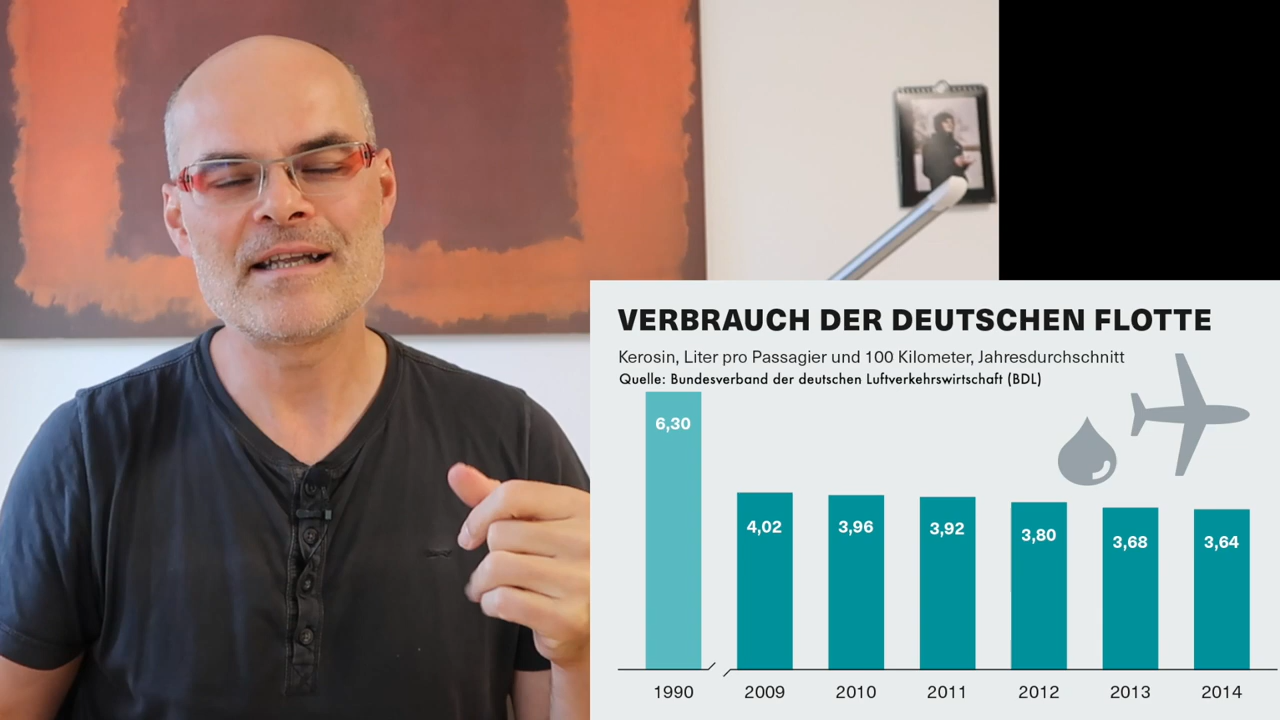 VERBRAUCH DER DEUTSCHEN FLOTTE
Kerosin, Liter pro Passagier und 100 Kilometer, Jahresdurchschnitt
Quelle: Bundesverband der deutschen Luftverkehrswirtschaft (BDL)
6,30
4,02
3,96
3,92
3,80
3,68
3,64
1990 2009 2010 2011 2012 2013 2014